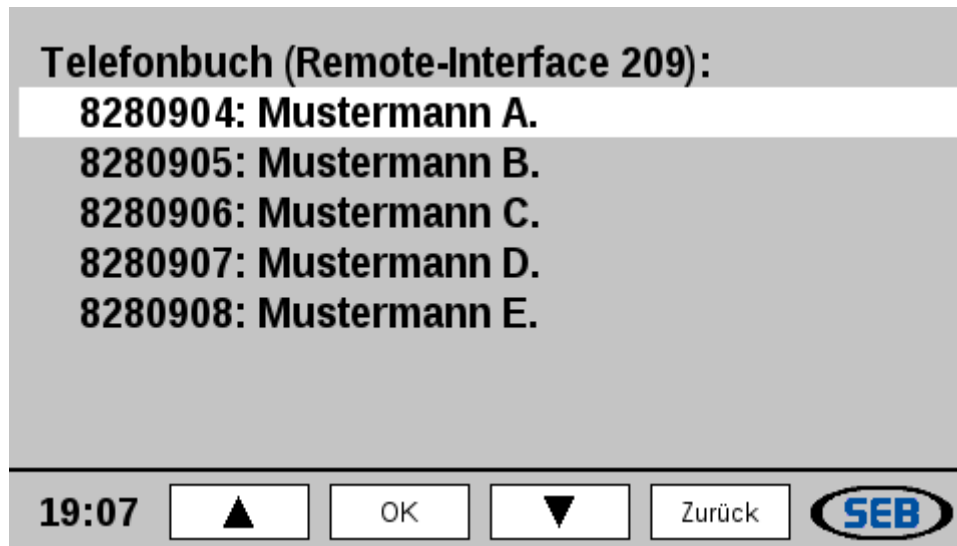 Telefonbuch (Remote-Interface 209):
8280904: Mustermann A.
8280905: Mustermann B.
8280906: Mustermann C.
8280907: Mustermann D.
8280908: Mustermann E.
19:07 ▲ OK ▼ Zurück SEB